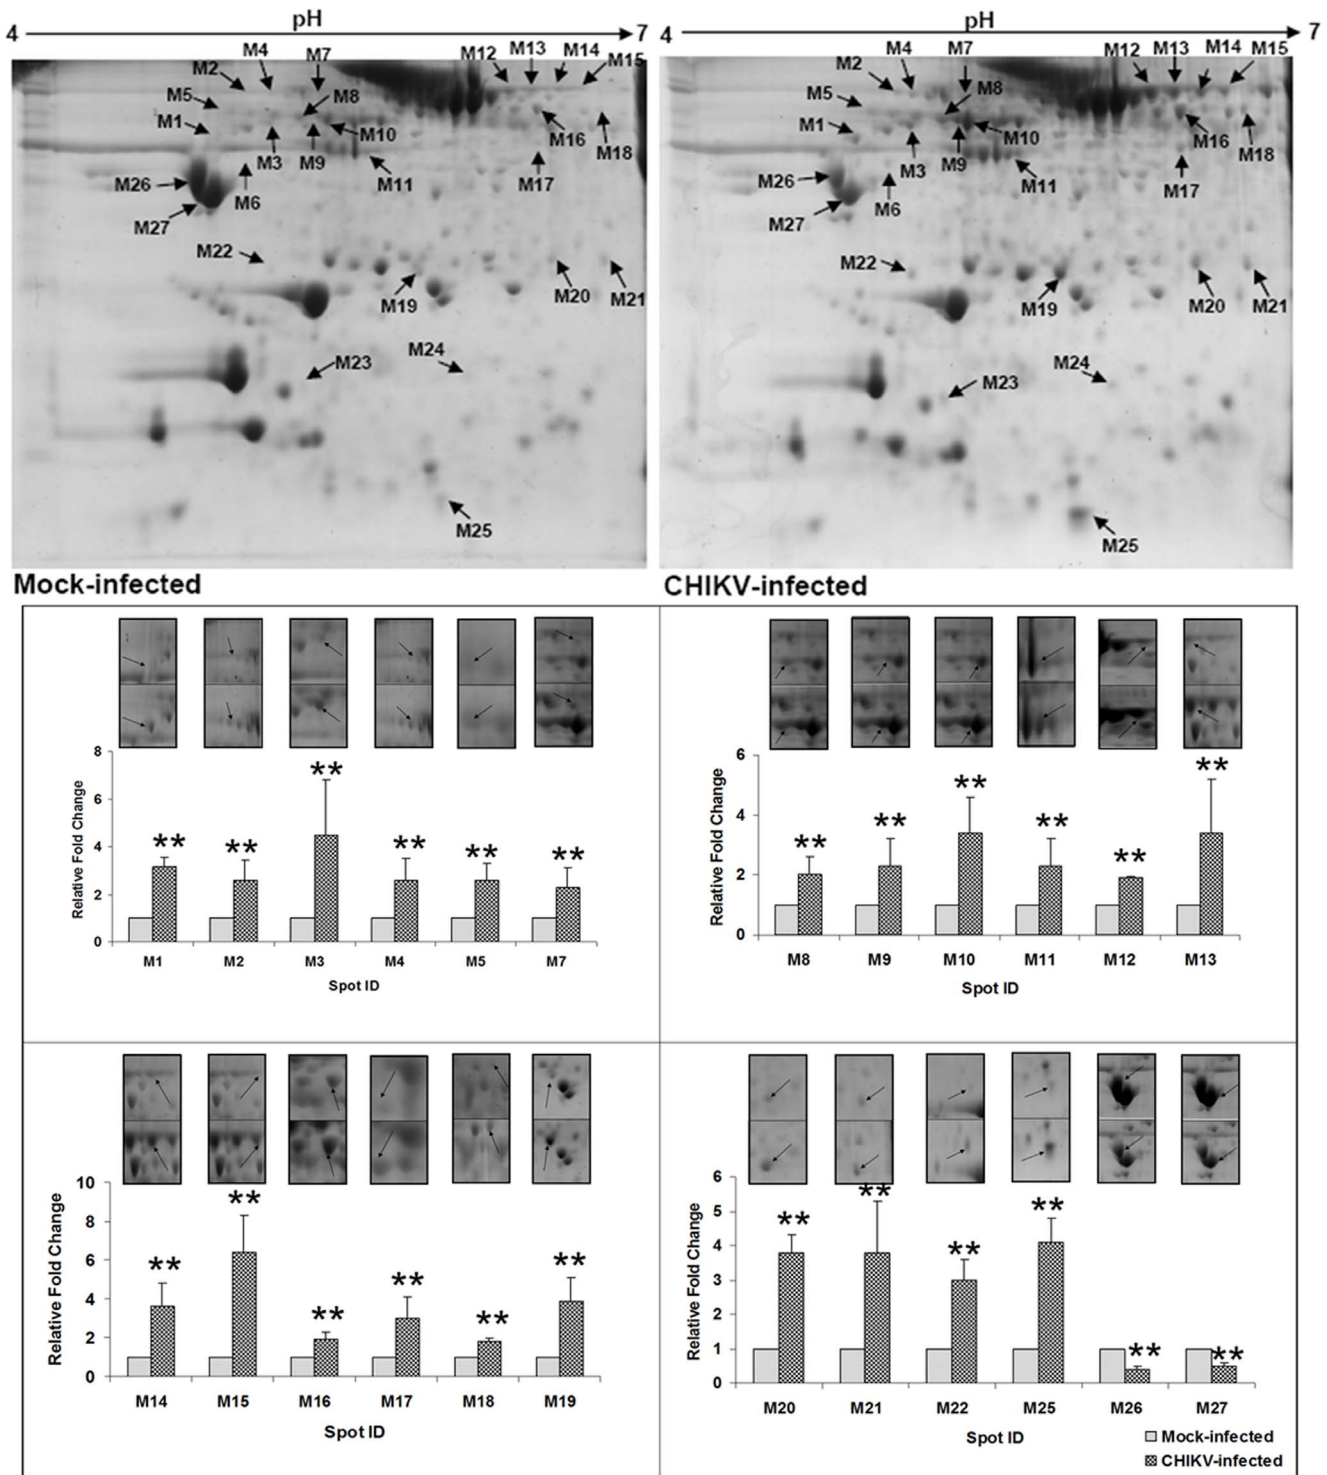 pH
4
7
M4
M7
M12
M13
M14
M15
M2
M5
M8
M1
M10
M16
M3
M9
M18
M11
M17
M26
M6
M27
M22
M19
M20
M21
M24
M23
M25
Mock-infected
pH
4
7
M4
M7
M12
M13
M14
M15
M2
M5
M8
M1
M10
M16
M3
M9
M18
M11
M17
M26
M6
M27
M22
M19
M20
M21
M24
M23
M25
CHIKV-infected
Relative Fold Change
8
6
4
2
0
**
**
**
**
**
**
M1 M2 M3 M4 M5 M7
Spot ID
Relative Fold Change
6
4
2
0
**
**
**
**
**
**
M8 M9 M10 M11 M12 M13
Spot ID
Relative Fold Change
10
8
6
4
2
0
**
**
**
**
**
**
M14 M15 M16 M17 M18 M19
Spot ID
Relative Fold Change
6
5
4
3
2
1
0
**
**
**
**
**
**
M20 M21 M22 M25 M26 M27
Spot ID
Mock-infected
CHIKV-infected